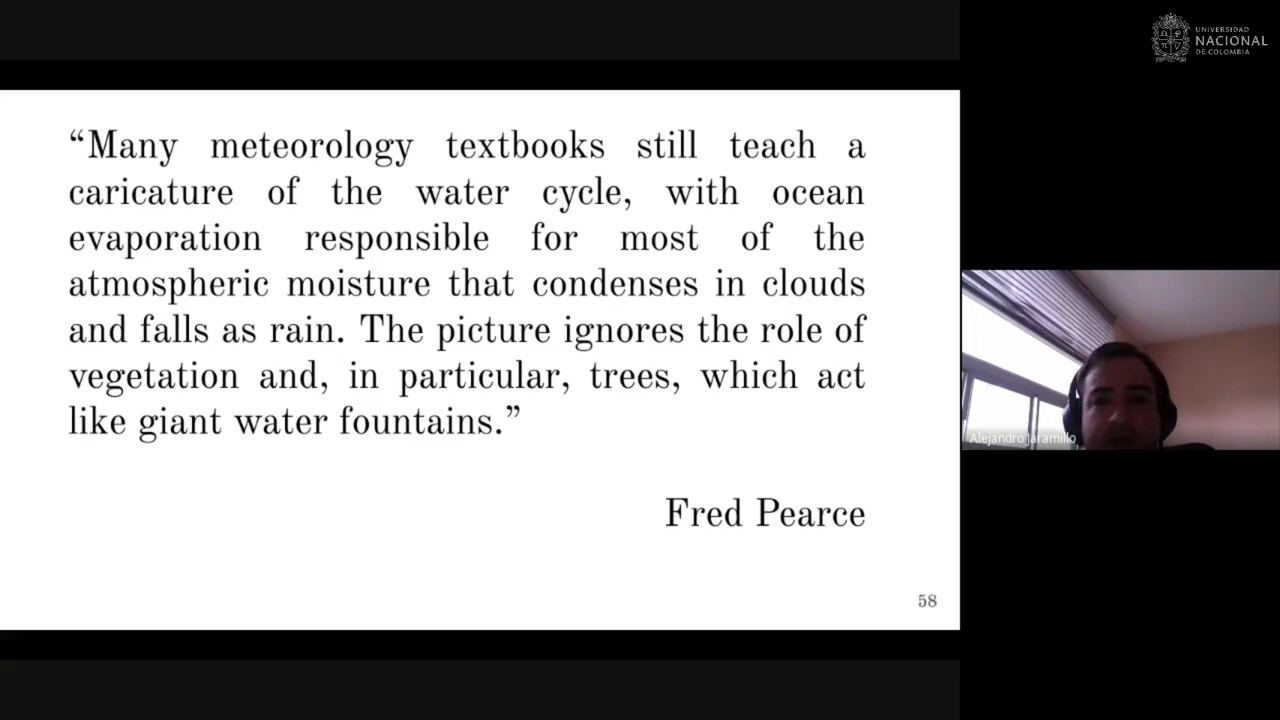 UNIVERSIDAD
NACIONAL
DE COLOMBIA
“Many meteorology textbooks still teach a
caricature of the water cycle, with ocean
evaporation responsible for most of the
atmospheric moisture that condenses in clouds
and falls as rain. The picture ignores the role of
vegetation and, in particular, trees, which act
like giant water fountains.”
Fred Pearce
58
Alejandro Jaramillo